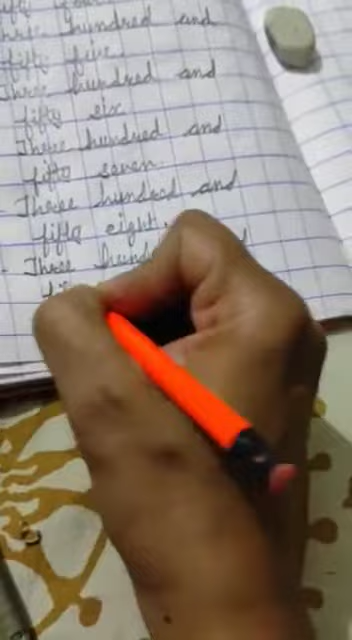 Three hundred and
fifty five
Three hundred and
fifty six
Three hundred and
fifty seven.
- Three hundred and
fifty eight.
- Three